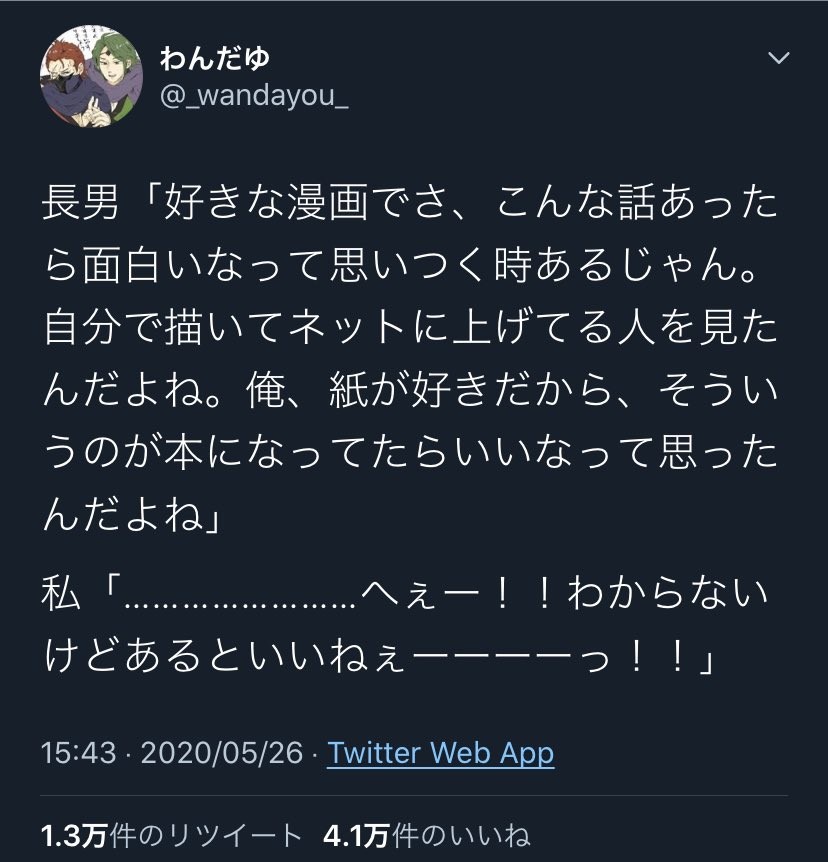 わんだゆ
@_wandayou_
長男「好きな漫画でさ、こんな話あった
ら面白いなって思いつく時あるじゃん。
自分で描いてネットに上げてる人を見た
んだよね。俺、紙が好きだから、そうい
うのが本になってたらいいなって思った
んだよね」
私「…………………へぇー！！わからない
けどあるといいねぇーーーーっ！！」
15:43 · 2020/05/26 · Twitter Web App
1.3万件のリツイート 4.1万件のいいね